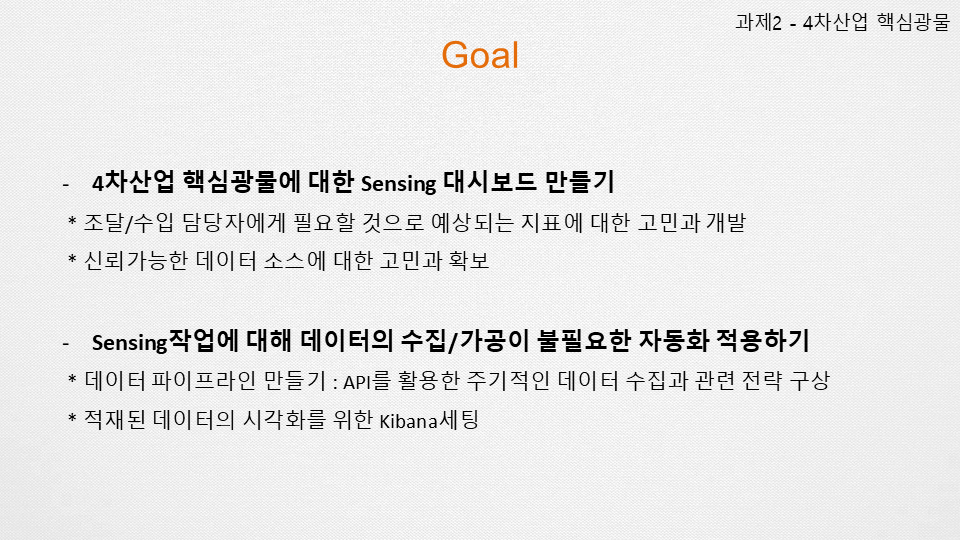 과제2 - 4차산업 핵심광물
Goal
- 4차산업 핵심광물에 대한 Sensing 대시보드 만들기
* 조달/수입 담당자에게 필요할 것으로 예상되는 지표에 대한 고민과 개발
* 신뢰가능한 데이터 소스에 대한 고민과 확보
- Sensing작업에 대해 데이터의 수집/가공이 불필요한 자동화 적용하기
* 데이터 파이프라인 만들기 : API를 활용한 주기적인 데이터 수집과 관련 전략 구상
* 적재된 데이터의 시각화를 위한 Kibana세팅